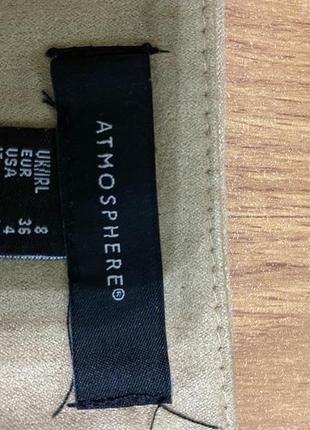 ATMOSPHERE®
UK/IRL 8
EUR 36
USA 4